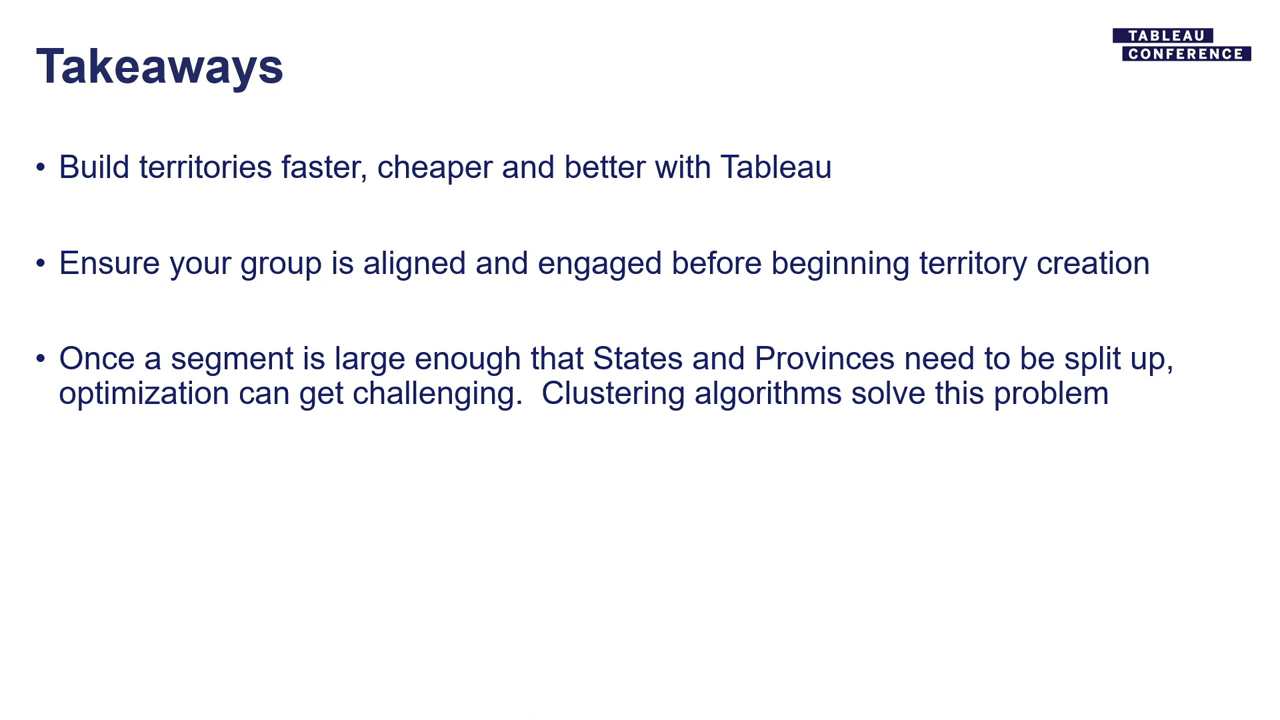 TABLEAU
CONFERENCE
Takeaways
• Build territories faster, cheaper and better with Tableau
• Ensure your group is aligned and engaged before beginning territory creation
• Once a segment is large enough that States and Provinces need to be split up,
optimization can get challenging.  Clustering algorithms solve this problem